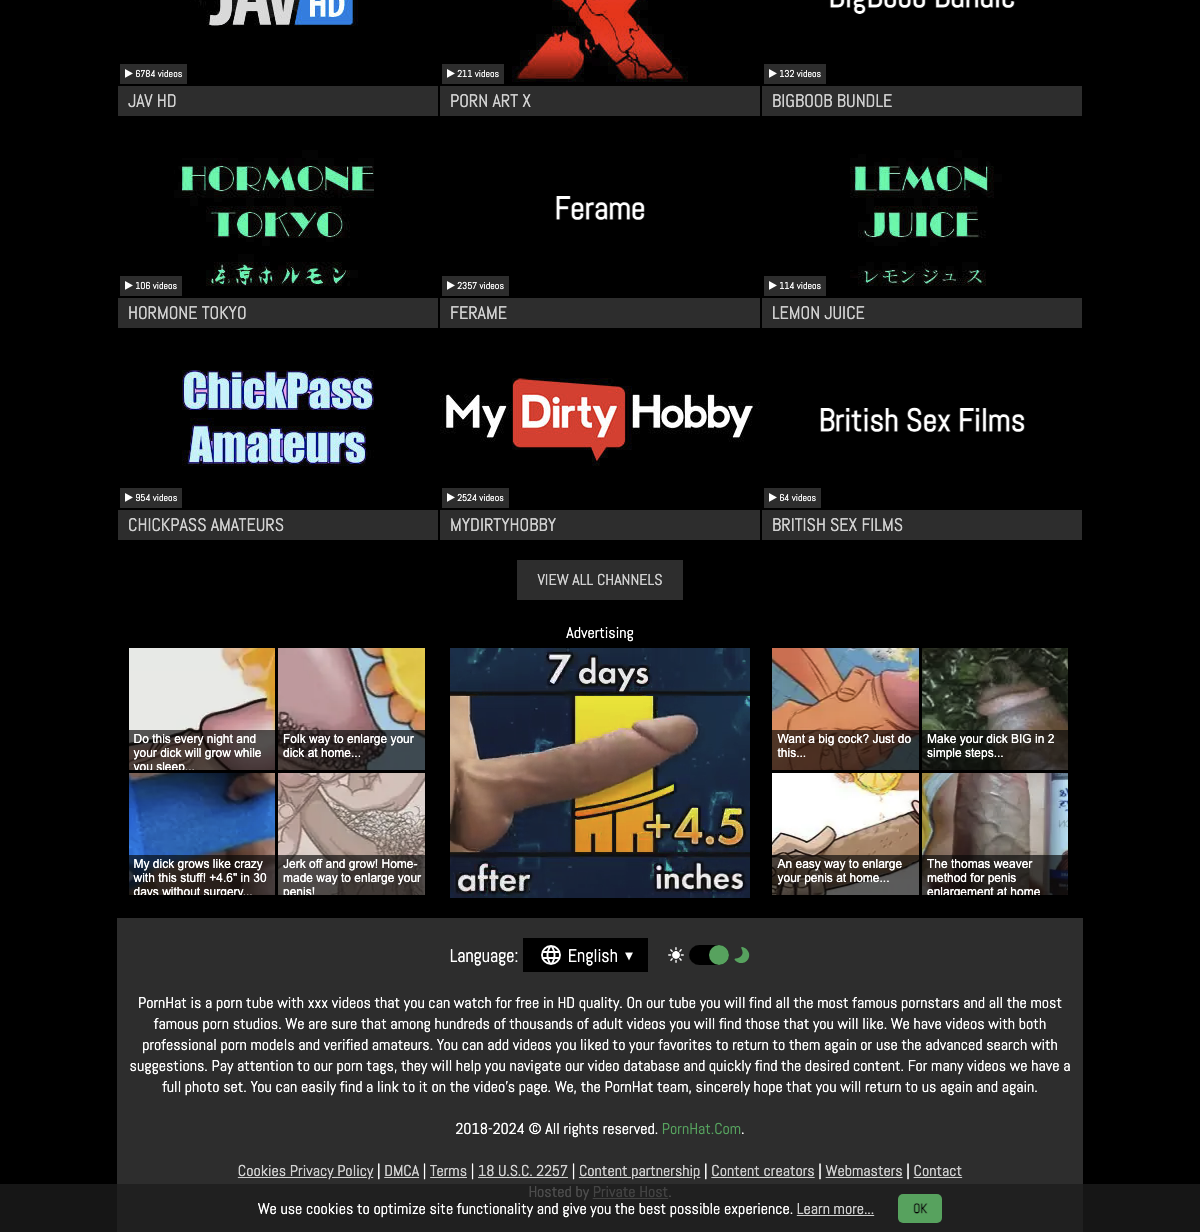 JAV HD
BigBoob Bundle
6784 videos
211 videos
132 videos
JAV HD
PORN ART X
BIGBOOB BUNDLE
HORMONE
TOKYO
東京ホルモン
Ferame
LEMON
JUICE
レモンジュース
106 videos
2357 videos
114 videos
HORMONE TOKYO
FERAME
LEMON JUICE
ChickPass
Amateurs
My Dirty Hobby
British Sex Films
954 videos
2524 videos
64 videos
CHICKPASS AMATEURS
MYDIRTYHOBBY
BRITISH SEX FILMS
VIEW ALL CHANNELS
Advertising
Do this every night and
your dick will grow while
you sleep...
Folk way to enlarge your
dick at home...
My dick grows like crazy
with this stuff! +4.6" in 30
days without surgery...
Jerk off and grow! Home-
made way to enlarge your
penis!
7 days
+4.5
after inches
Want a big cock? Just do
this...
Make your dick BIG in 2
simple steps...
An easy way to enlarge
your penis at home...
The thomas weaver
method for penis
enlargement at home
Language: English ▾
PornHat is a porn tube with xxx videos that you can watch for free in HD quality. On our tube you will find all the most famous pornstars and all the most
famous porn studios. We are sure that among hundreds of thousands of adult videos you will find those that you will like. We have videos with both
professional porn models and verified amateurs. You can add videos you liked to your favorites to return to them again or use the advanced search with
suggestions. Pay attention to our porn tags, they will help you navigate our video database and quickly find the desired content. For many videos we have a
full photo set. You can easily find a link to it on the video's page. We, the PornHat team, sincerely hope that you will return to us again and again.
2018-2024 © All rights reserved. PornHat.Com.
Cookies Privacy Policy | DMCA | Terms | 18 U.S.C. 2257 | Content partnership | Content creators | Webmasters | Contact
Hosted by Private Host.
We use cookies to optimize site functionality and give you the best possible experience. Learn more... OK